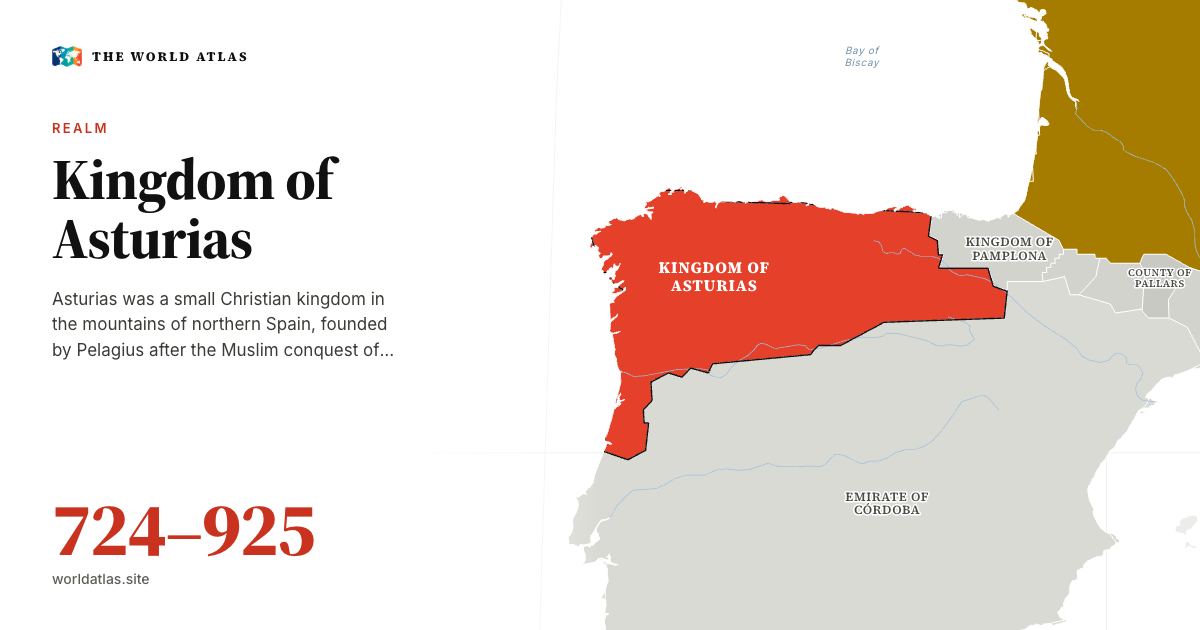 THE WORLD ATLAS
REALM
Kingdom of
Asturias
Asturias was a small Christian kingdom in
the mountains of northern Spain, founded
by Pelagius after the Muslim conquest of...
724–925
worldatlas.site
Bay of
Biscay
KINGDOM OF
ASTURIAS
KINGDOM OF
PAMPLONA
COUNTY OF
PALLARS
EMIRATE OF
CÓRDOBA